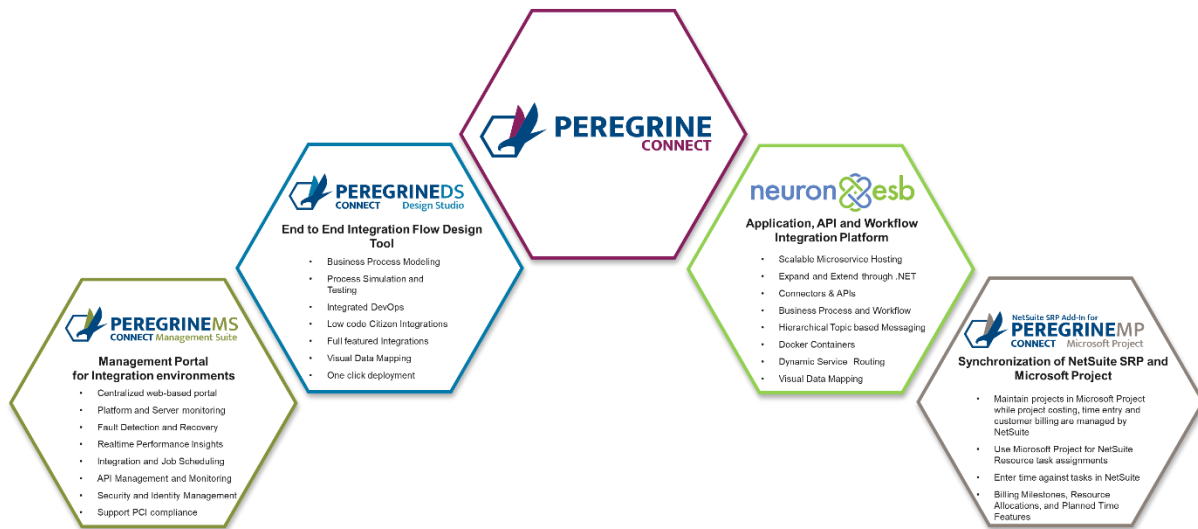 PEREGRINE
CONNECT
PEREGRINEDS
CONNECT Design Studio
End to End Integration Flow Design
Tool
• Business Process Modeling
• Process Simulation and
Testing
• Integrated DevOps
• Low code Citizen Integrations
• Full featured Integrations
• Visual Data Mapping
• One click deployment
neuron esb
Application, API and Workflow
Integration Platform
• Scalable Microservice Hosting
• Expand and Extend through .NET
• Connectors & APIs
• Business Process and Workflow
• Hierarchical Topic based Messaging
• Docker Containers
• Dynamic Service Routing
• Visual Data Mapping
PEREGRINEMS
CONNECT Management Suite
Management Portal
for Integration environments
• Centralized web-based portal
• Platform and Server monitoring
• Fault Detection and Recovery
• Realtime Performance Insights
• Integration and Job Scheduling
• API Management and Monitoring
• Security and Identity Management
• Support PCI compliance
NetSuite SRP Add-In for
PEREGRINEMP
CONNECT Microsoft Project
Synchronization of NetSuite SRP and
Microsoft Project
• Maintain projects in Microsoft Project
while project costing, time entry and
customer billing are managed by
NetSuite
• Use Microsoft Project for NetSuite
Resource task assignments
• Enter time against tasks in NetSuite
• Billing Milestones, Resource
Allocations, and Planned Time
Features